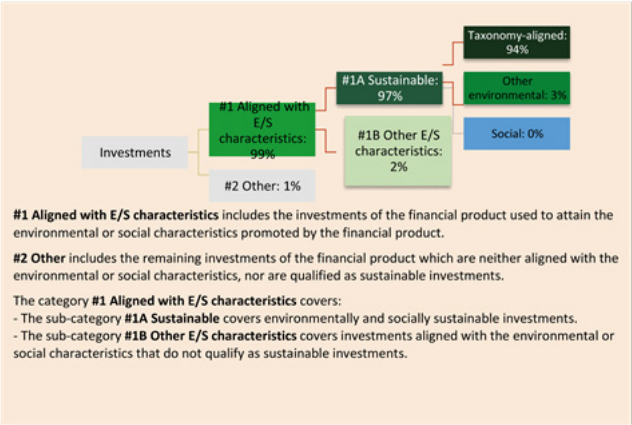 Taxonomy-aligned:
94%
#1A Sustainable:
97%
Other
environmental: 3%
#1 Aligned with
E/S
characteristics:
99%
Social: 0%
#1B Other E/S
characteristics:
2%
Investments
#2 Other: 1%
#1 Aligned with E/S characteristics includes the investments of the financial product used to attain the
environmental or social characteristics promoted by the financial product.
#2 Other includes the remaining investments of the financial product which are neither aligned with the
environmental or social characteristics, nor are qualified as sustainable investments.
The category #1 Aligned with E/S characteristics covers:
- The sub-category #1A Sustainable covers environmentally and socially sustainable investments.
- The sub-category #1B Other E/S characteristics covers investments aligned with the environmental or
social characteristics that do not qualify as sustainable investments.